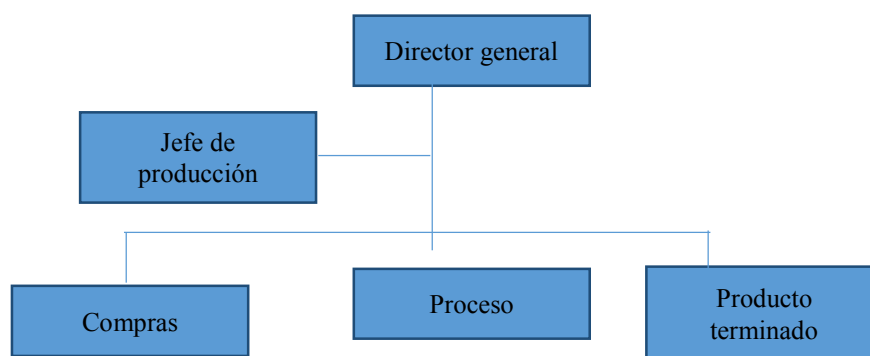 Director general
Jefe de
producción
Compras
Proceso
Producto
terminado